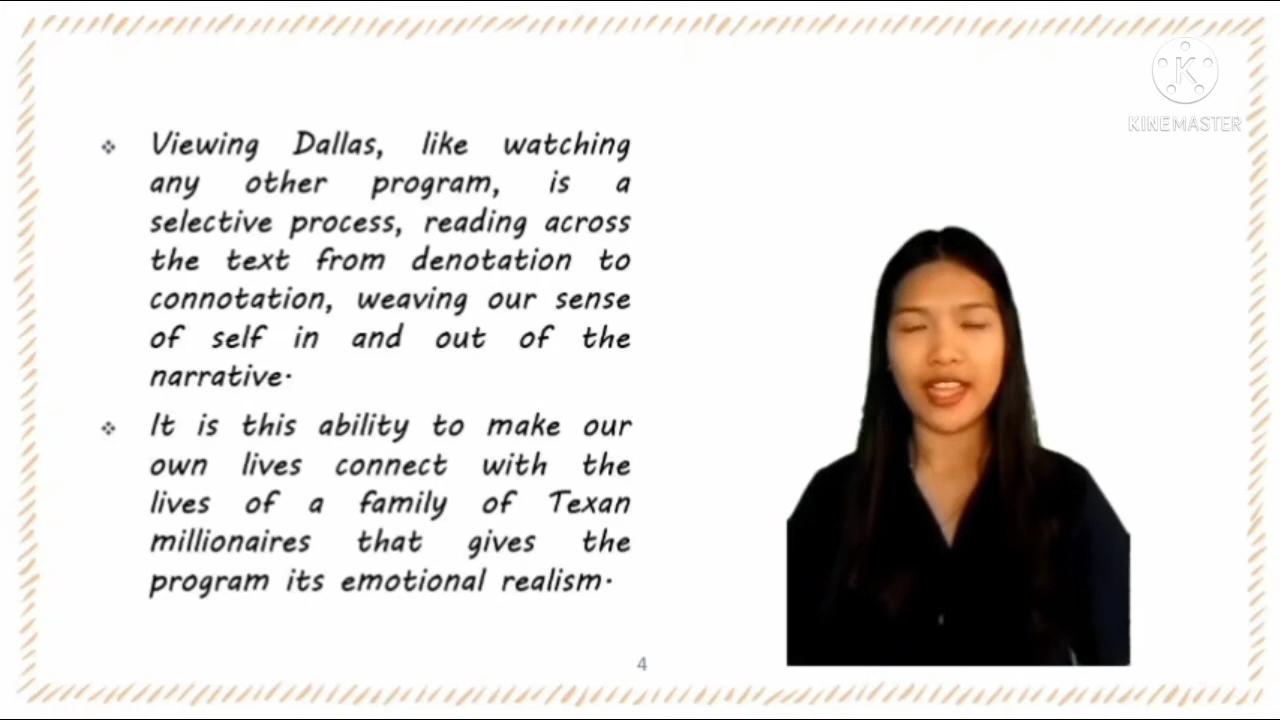 KINEMASTER
Viewing Dallas, like watching
any other program, is a
selective process, reading across
the text from denotation to
connotation, weaving our sense
of self in and out of the
narrative.
It is this ability to make our
own lives connect with the
lives of a family of Texan
millionaires that gives the
program its emotional realism.
4